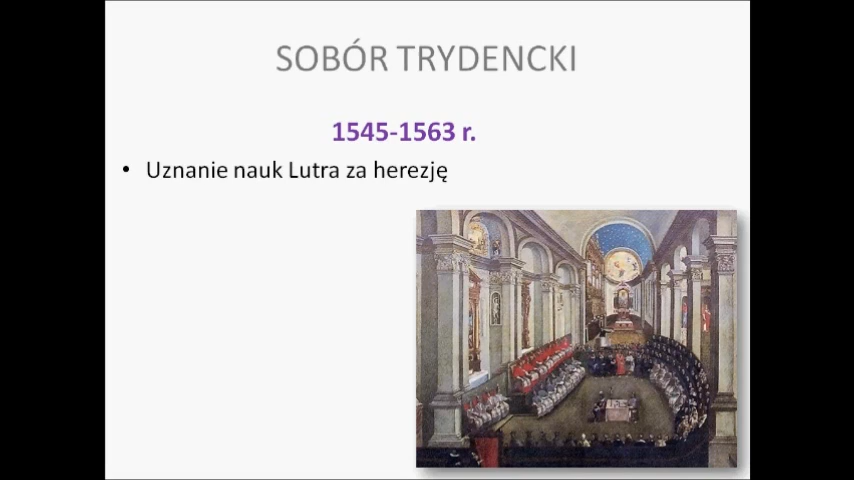 SOBÓR TRYDENCKI
1545-1563 r.
• Uznanie nauk Lutra za herezję